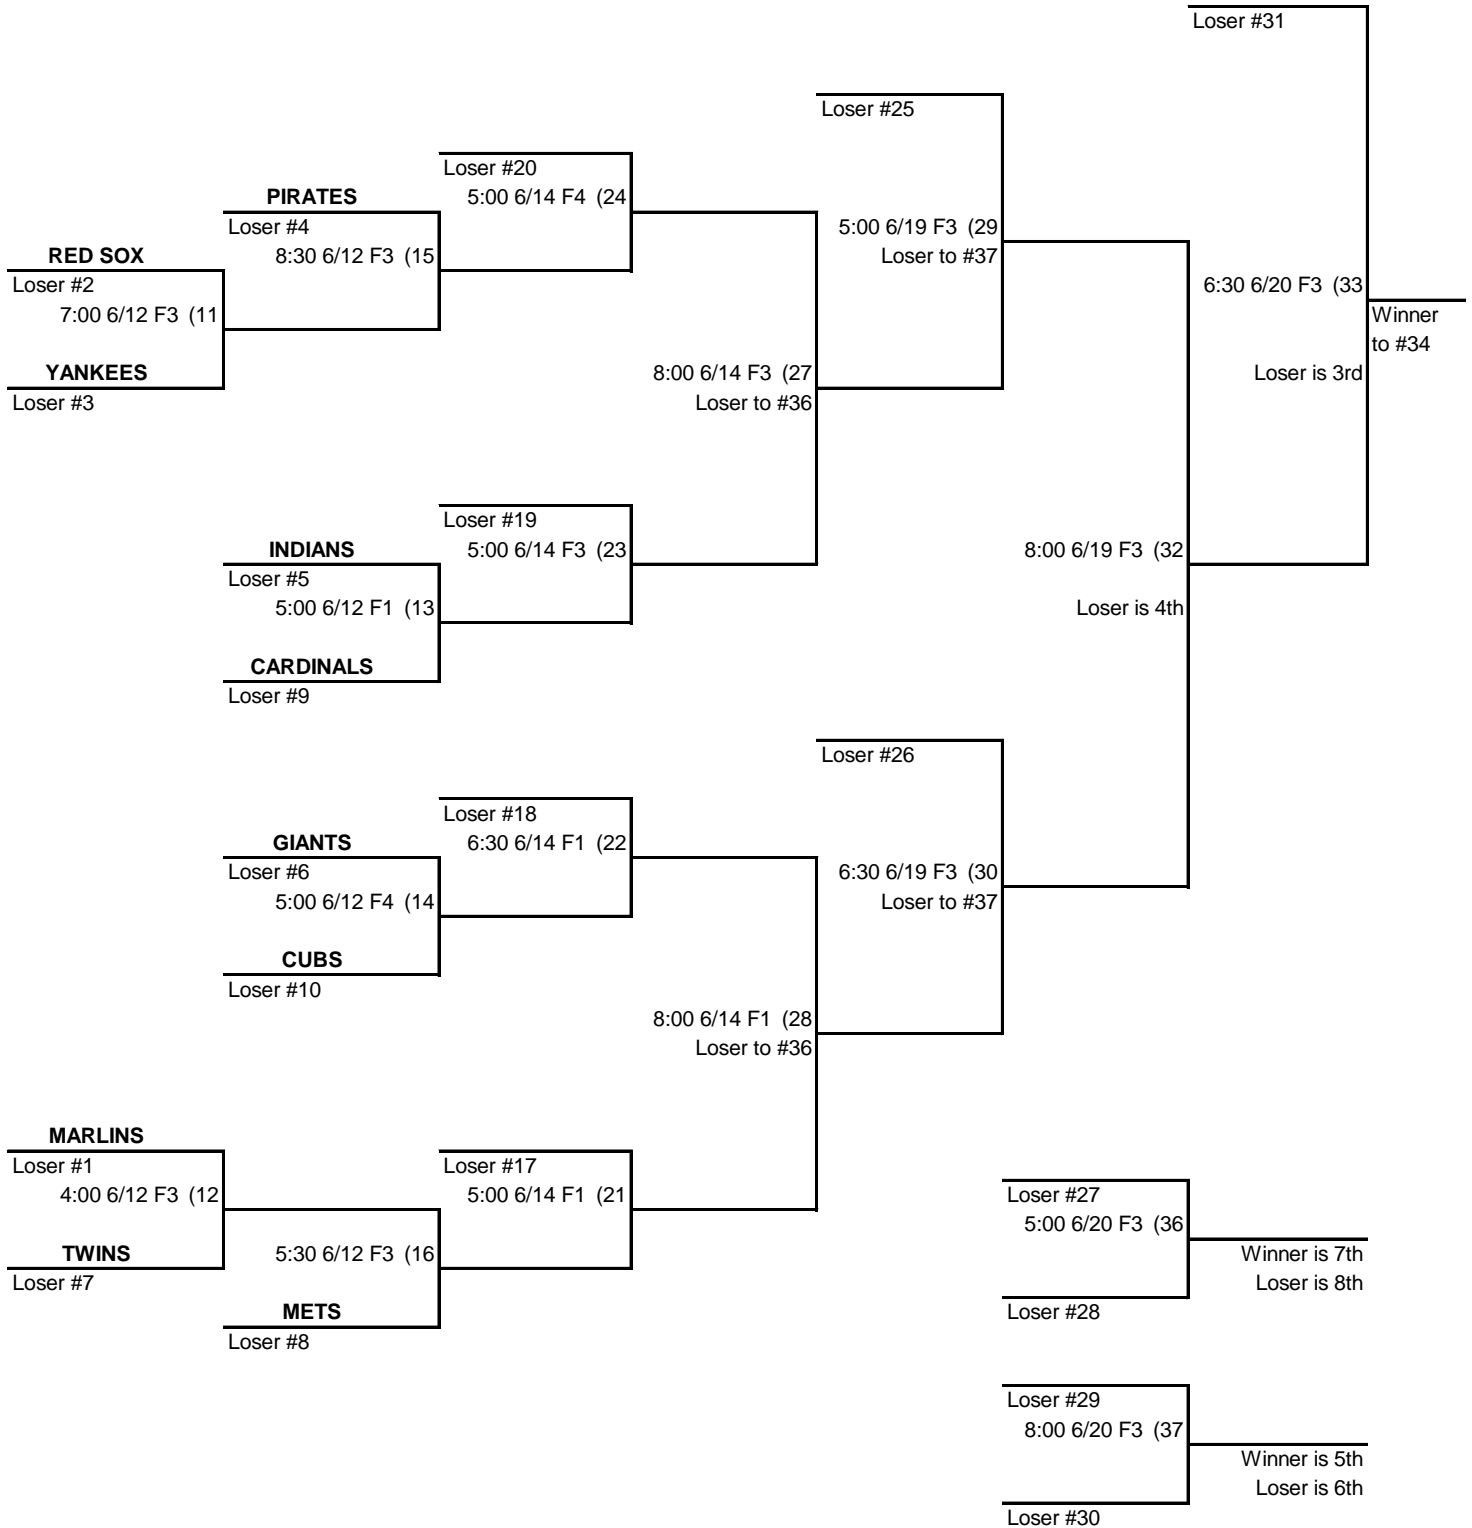 Loser #31
Loser #25
Loser #20
PIRATES
5:00 6/14 F4 (24
Loser #4
5:00 6/19 F3 (29
RED SOX
8:30 6/12 F3 (15
Loser to #37
Loser #2
6:30 6/20 F3 (33
7:00 6/12 F3 (11
Winner
to #34
YANKEES
8:00 6/14 F3 (27
Loser is 3rd
Loser #3
Loser to #36
Loser #19
INDIANS
5:00 6/14 F3 (23
8:00 6/19 F3 (32
Loser #5
5:00 6/12 F1 (13
Loser is 4th
CARDINALS
Loser #9
Loser #26
Loser #18
GIANTS
6:30 6/14 F1 (22
Loser #6
6:30 6/19 F3 (30
5:00 6/12 F4 (14
Loser to #37
CUBS
Loser #10
8:00 6/14 F1 (28
Loser to #36
MARLINS
Loser #1
Loser #17
4:00 6/12 F3 (12
5:00 6/14 F1 (21
Loser #27
5:00 6/20 F3 (36
TWINS
5:30 6/12 F3 (16
Winner is 7th
Loser #7
Loser is 8th
METS
Loser #28
Loser #8
Loser #29
8:00 6/20 F3 (37
Winner is 5th
Loser is 6th
Loser #30